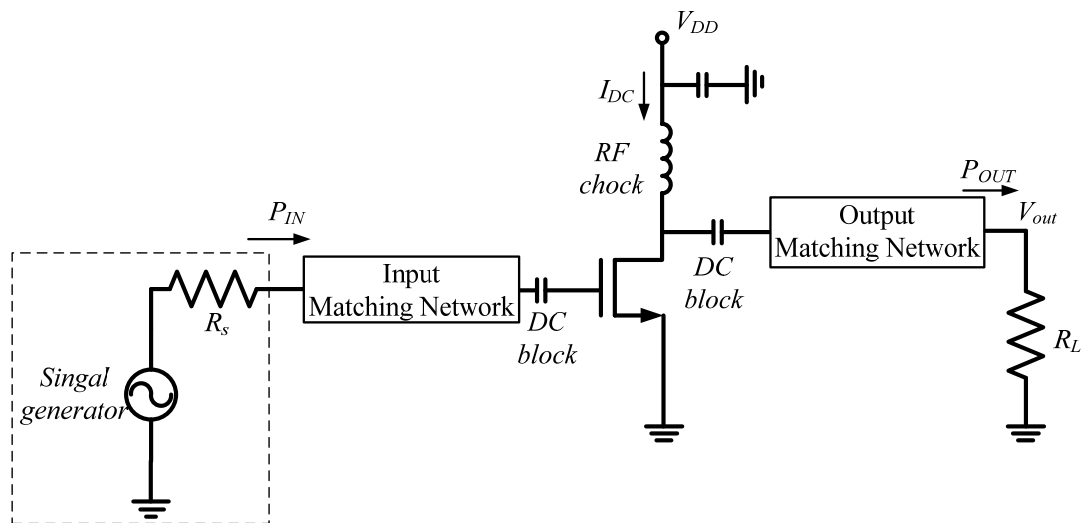 V_DD
I_DC
RF
chock
P_OUT
Output
Matching Network
V_out
P_IN
Input
Matching Network
DC
block
DC
block
R_s
R_L
Singal
generator